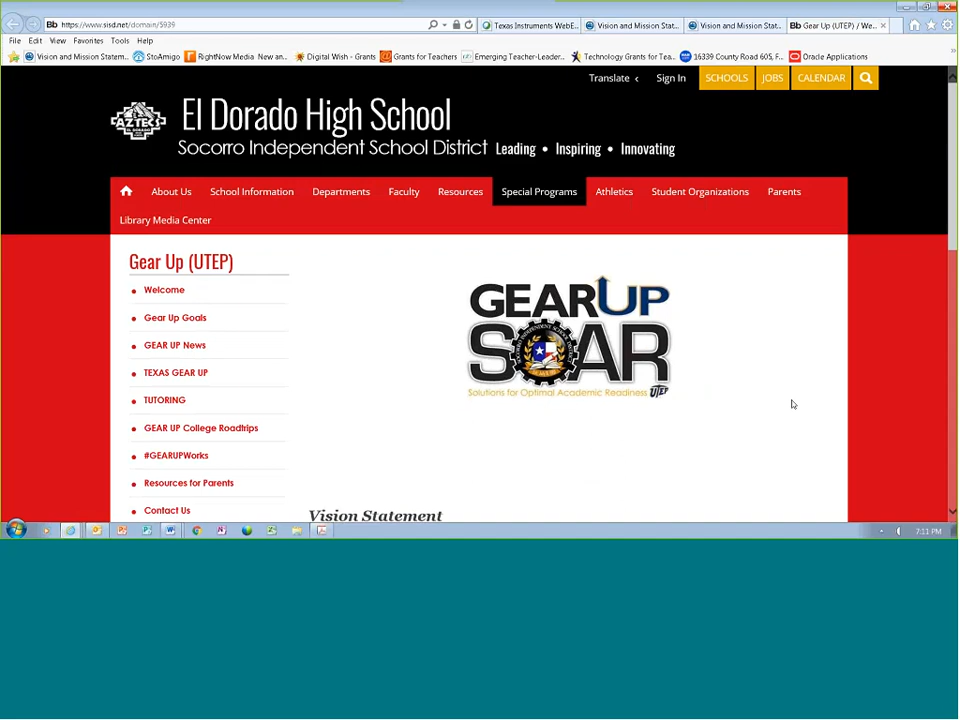 Bb https://www.sisd.net/domain/5939
Texas Instruments WebE...
Vision and Mission Stat...
Vision and Mission Stat...
Bb Gear Up (UTEP) / We...
File Edit View Favorites Tools Help
Vision and Mission Statem...
StoAmigo
RightNow Media New an...
Digital Wish - Grants
Grants for Teachers
Emerging Teacher-Leader...
Technology Grants for Tea...
16339 County Road 605, F...
Oracle Applications
Translate
Sign In
SCHOOLS
JOBS
CALENDAR
AZTECS
EL DORADO
El Dorado High School
Socorro Independent School District Leading • Inspiring • Innovating
About Us
School Information
Departments
Faculty
Resources
Special Programs
Athletics
Student Organizations
Parents
Library Media Center
Gear Up (UTEP)
Welcome
Gear Up Goals
GEAR UP News
TEXAS GEAR UP
TUTORING
GEAR UP College Roadtrips
#GEARUPWorks
Resources for Parents
Contact Us
GEARUP
SOAR
Solutions for Optimal Academic Readiness UTEP
Vision Statement
7:11 PM